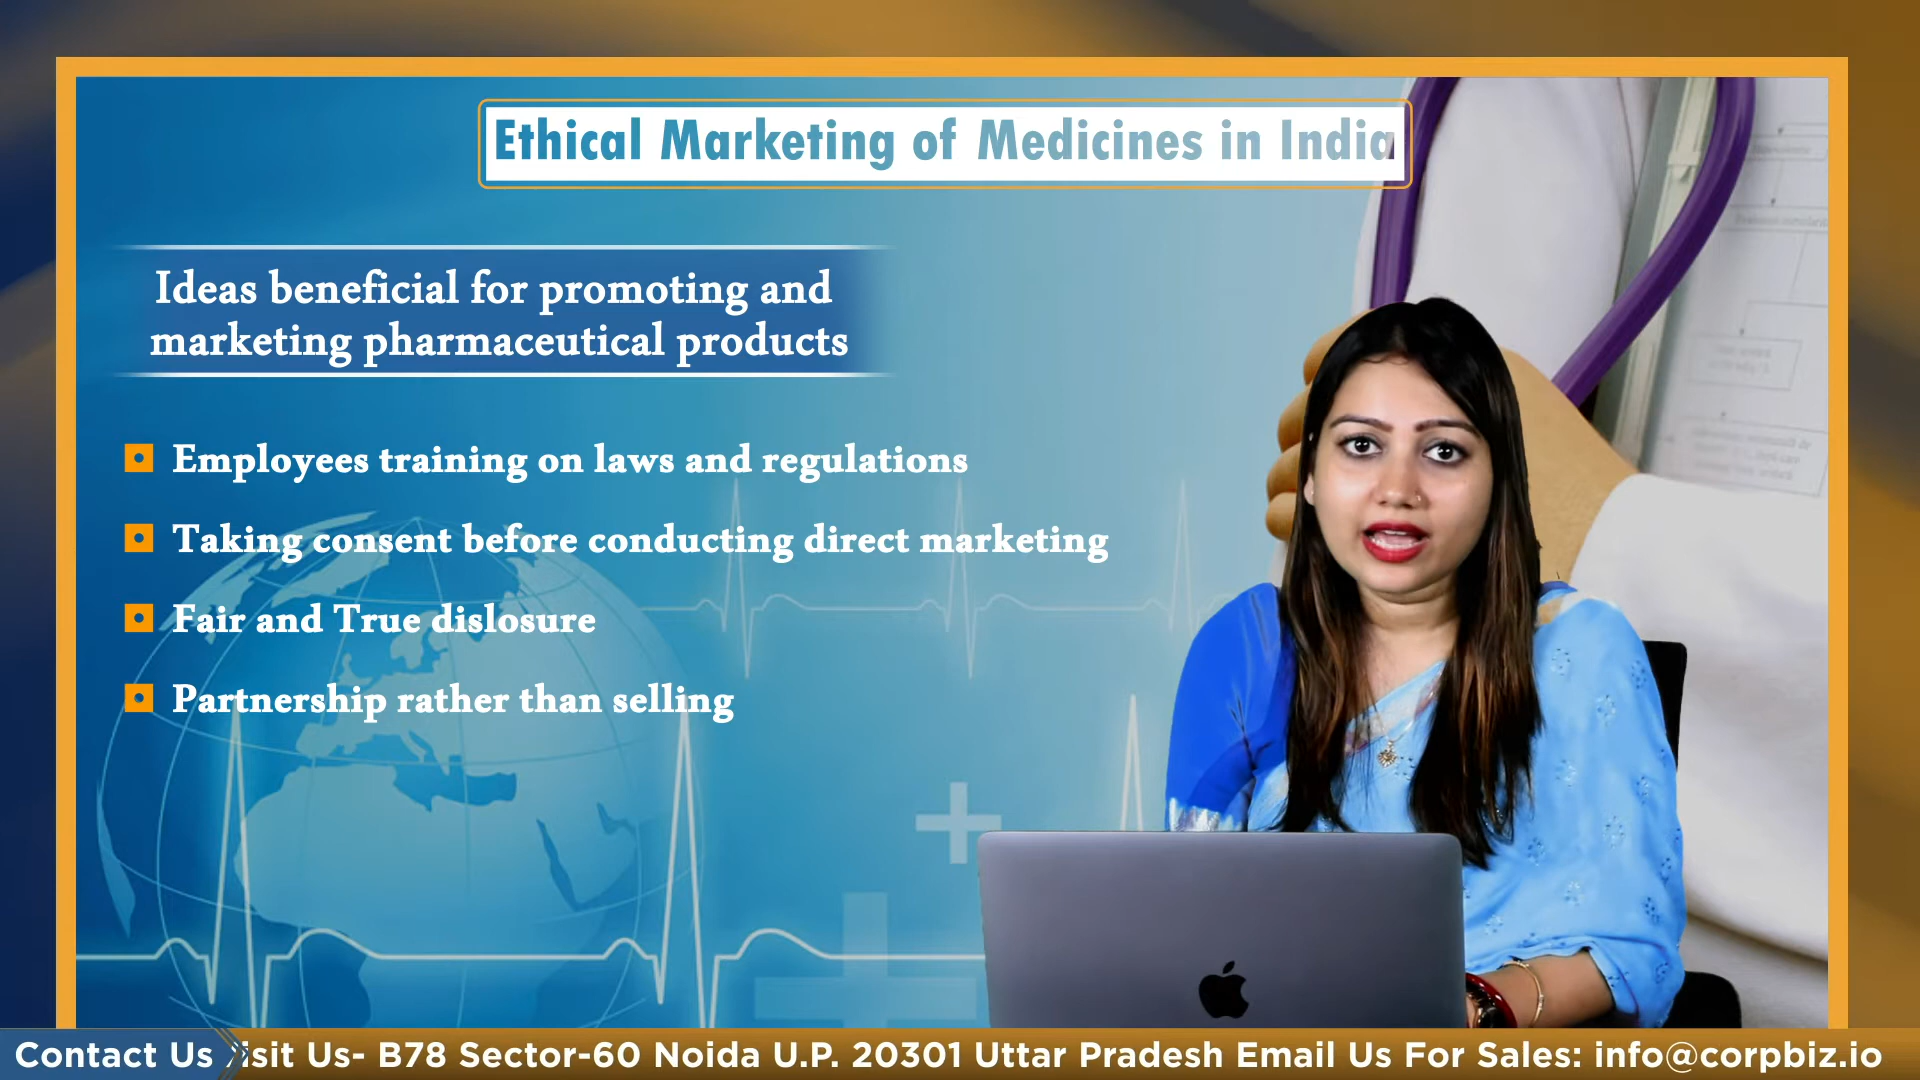 Ethical Marketing of Medicines in India
Ideas beneficial for promoting and
marketing pharmaceutical products
Employees training on laws and regulations
Taking consent before conducting direct marketing
Fair and True dislosure
Partnership rather than selling
Contact Us isit Us- B78 Sector-60 Noida U.P. 20301 Uttar Pradesh Email Us For Sales: info@corpbiz.io